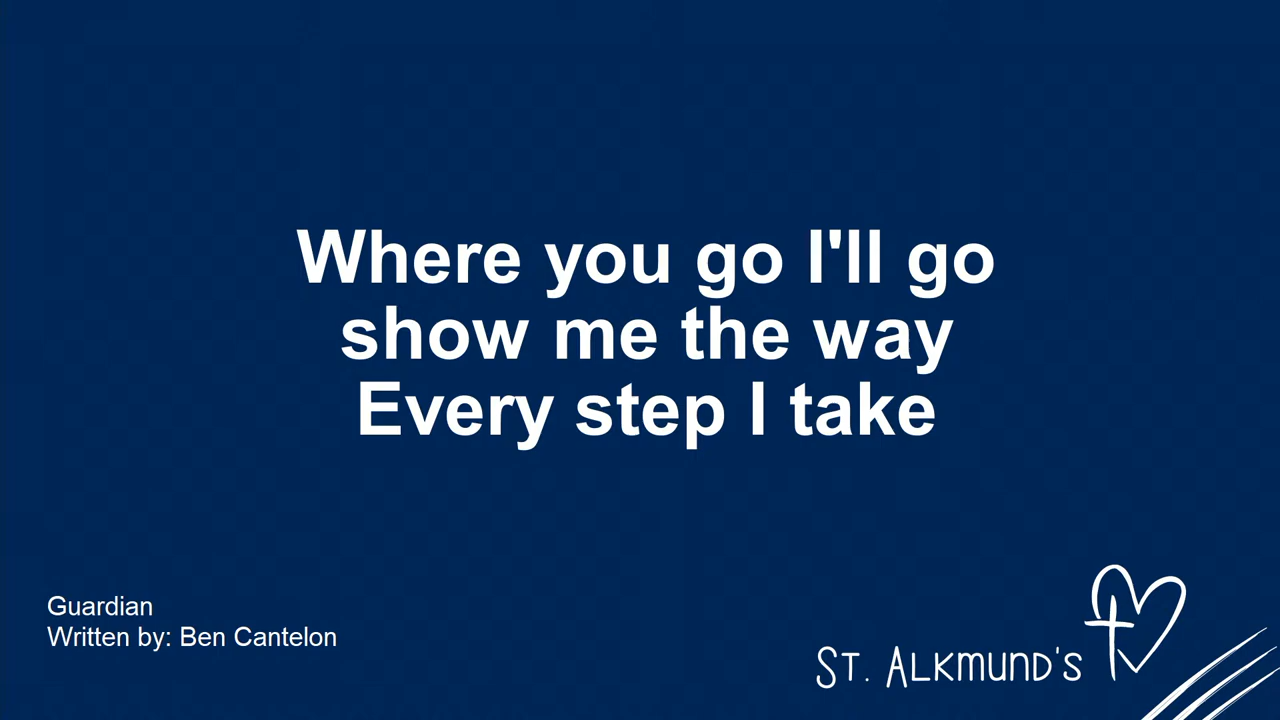 Where you go I'll go
show me the way
Every step I take
Guardian
Written by: Ben Cantelon
St. Alkmund's